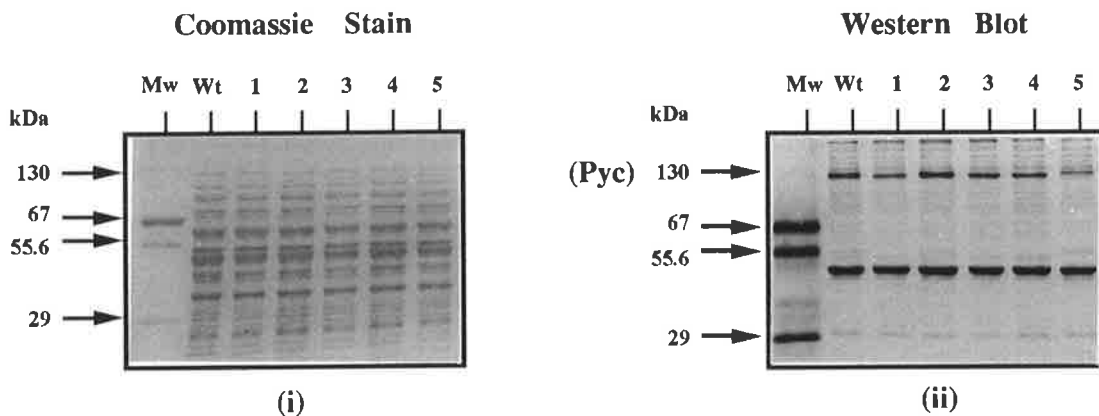 Coomassie Stain
Mw Wt 1 2 3 4 5
kDa
130
67
55.6
29
(i)
Western Blot
Mw Wt 1 2 3 4 5
kDa
(Pyc) 130
67
55.6
29
(ii)